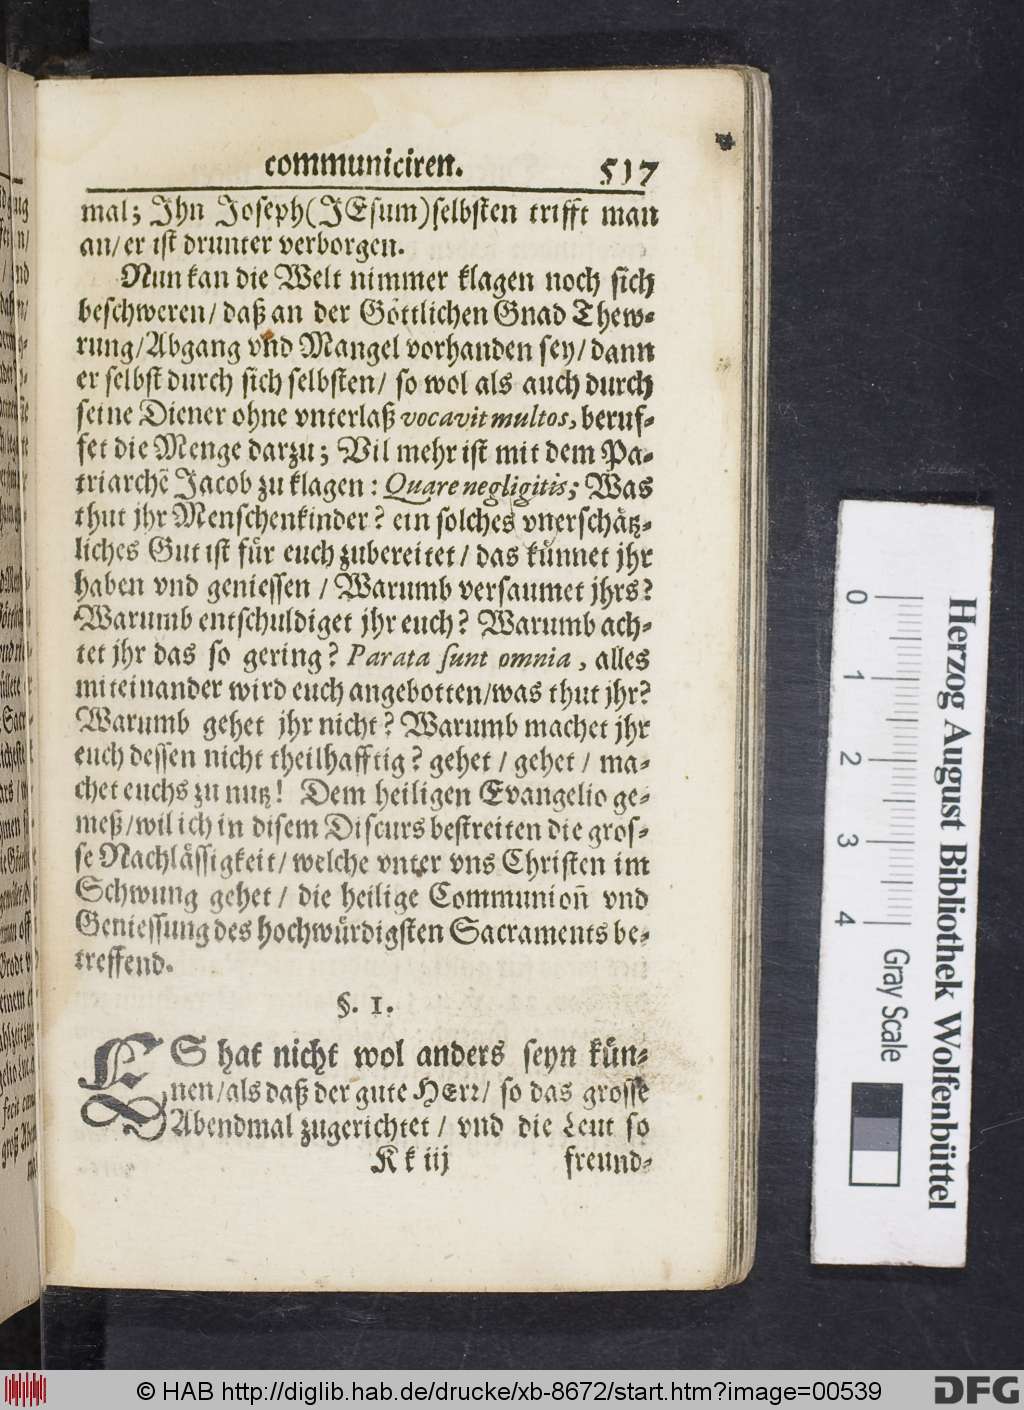 communiciren. 517
mal; Ihn Joseph (JEsum) selbsten trifft man
an/ er ist drunter verborgen.
Nun kan die Welt nimmer klagen noch sich
beschweren/ daß an der Göttlichen Gnad Thew-
rung/ Abgang vnd Mangel vorhanden sey/ dann
er selbst durch sich selbsten/ so wol als auch durch
seine Diener ohne vnterlaß vocavit multos, beruf-
fet die Menge darzu; Vil mehr ist mit dem Pa-
triarchẽ Jacob zu klagen: Quare negligitis; Was
thut jhr Menschenkinder? ein solches vnerschätz-
liches Gut ist für euch zubereitet/ das künnet jhr
haben vnd geniessen/ Warumb versaumet jhrs?
Warumb entschuldiget jhr euch? Warumb ach-
tet jhr das so gering? Parata sunt omnia, alles
miteinander wird euch angebotten/ was thut jhr?
Warumb gehet jhr nicht? Warumb machet jhr
euch dessen nicht theilhafftig? gehet/ gehet/ ma-
chet euchs zu nutz! Dem heiligen Evangelio ge-
meß/ wil ich in disem Discurs bestreiten die gros-
se Nachlässigkeit/ welche vnter vns Christen im
Schwung gehet/ die heilige Communion̄ vnd
Geniessung des hochwürdigsten Sacraments be-
treffend.
§. 1.
ES hat nicht wol anders seyn kün-
nen/ als daß der gute HErr/ so das grosse
Abendmal zugerichtet/ vnd die Leut so
Kk iij freund-
0 1 2 3 4
Gray Scale
Herzog August Bibliothek Wolfenbüttel
© HAB http://diglib.hab.de/drucke/xb-8672/start.htm?image=00539
DFG